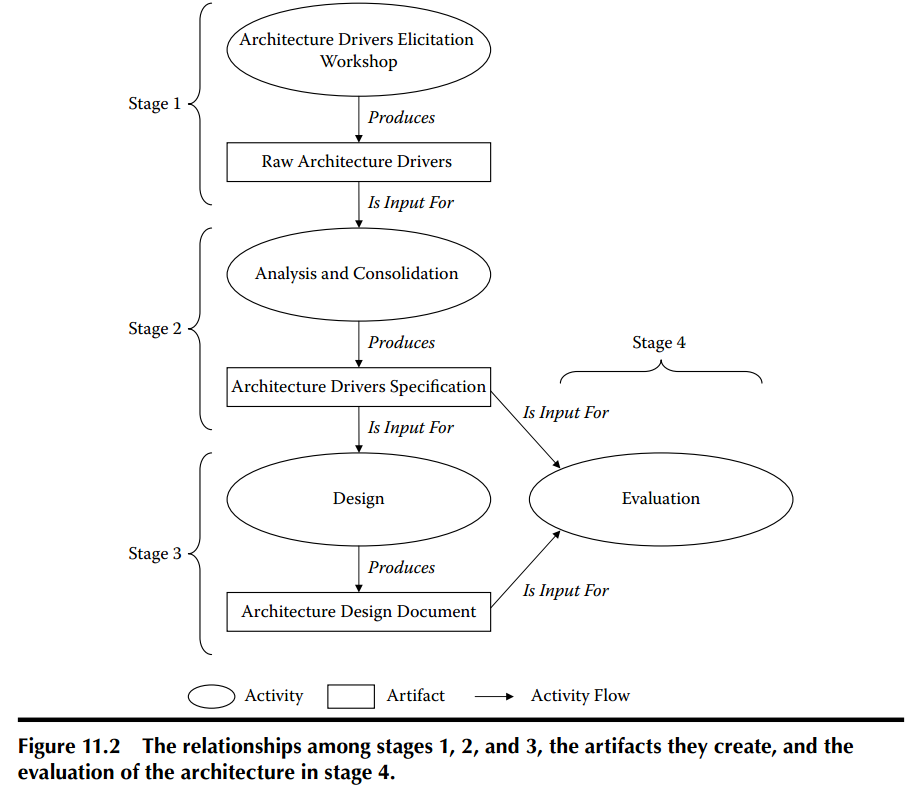 Architecture Drivers Elicitation
Workshop
Stage 1
Produces
Raw Architecture Drivers
Is Input For
Analysis and Consolidation
Stage 2
Produces
Stage 4
Architecture Drivers Specification
Is Input For
Is Input For
Design
Evaluation
Stage 3
Produces
Is Input For
Architecture Design Document
Activity
Artifact
Activity Flow
Figure 11.2 The relationships among stages 1, 2, and 3, the artifacts they create, and the
evaluation of the architecture in stage 4.